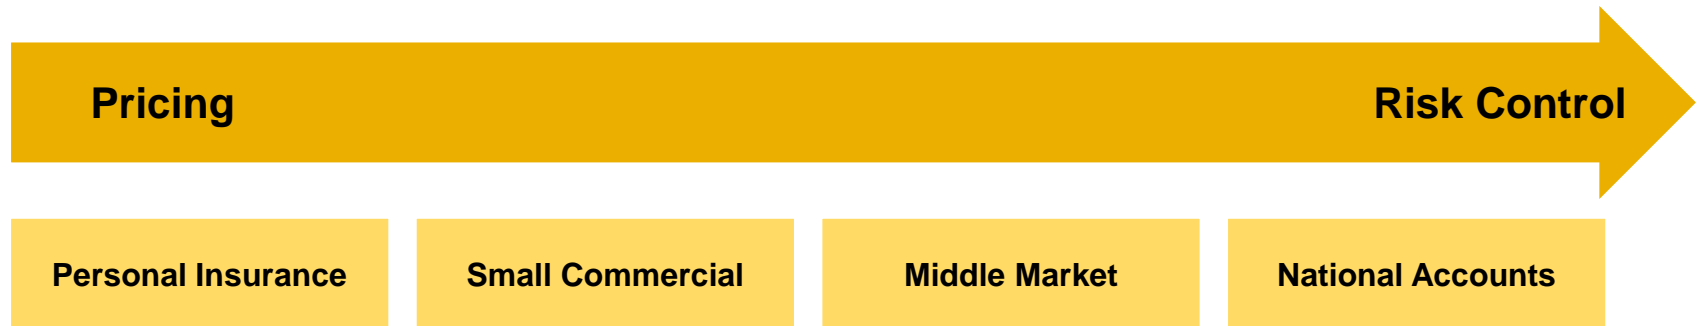 Pricing
Risk Control
Personal Insurance
Small Commercial
Middle Market
National Accounts